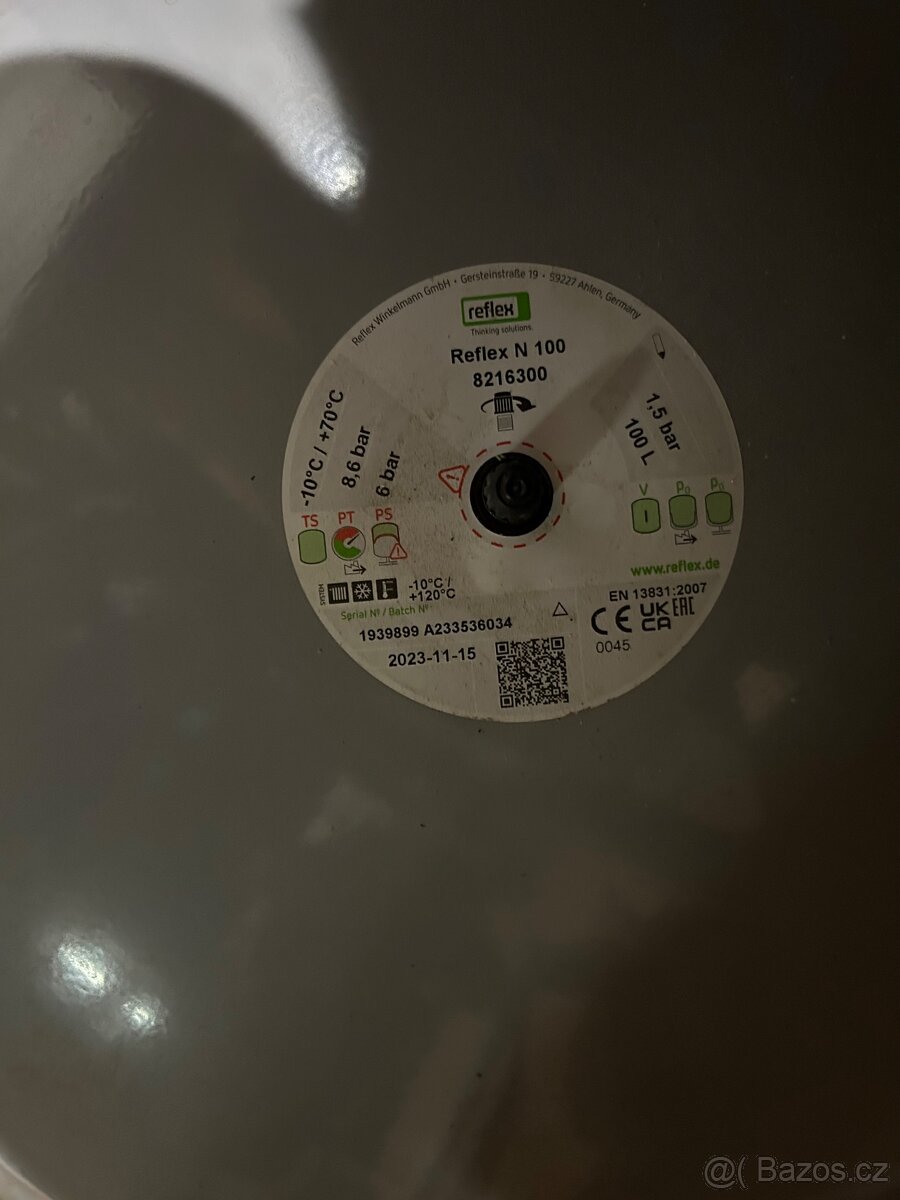 Reflex Winkelmann GmbH • Gersteinstraße 19 • 59227 Ahlen, Germany
reflex
Thinking solutions.
Reflex N 100
8216300
-10°C / +70°C
8,6 bar
6 bar
TS
PT
PS
1,5 bar
100 L
V
P0
P0
www.reflex.de
SYSTEM
-10°C /
+120°C
Serial Nº / Batch Nº
1939899 A233536034
2023-11-15
EN 13831:2007
CE UK CA EAC
0045
@( Bazos.cz